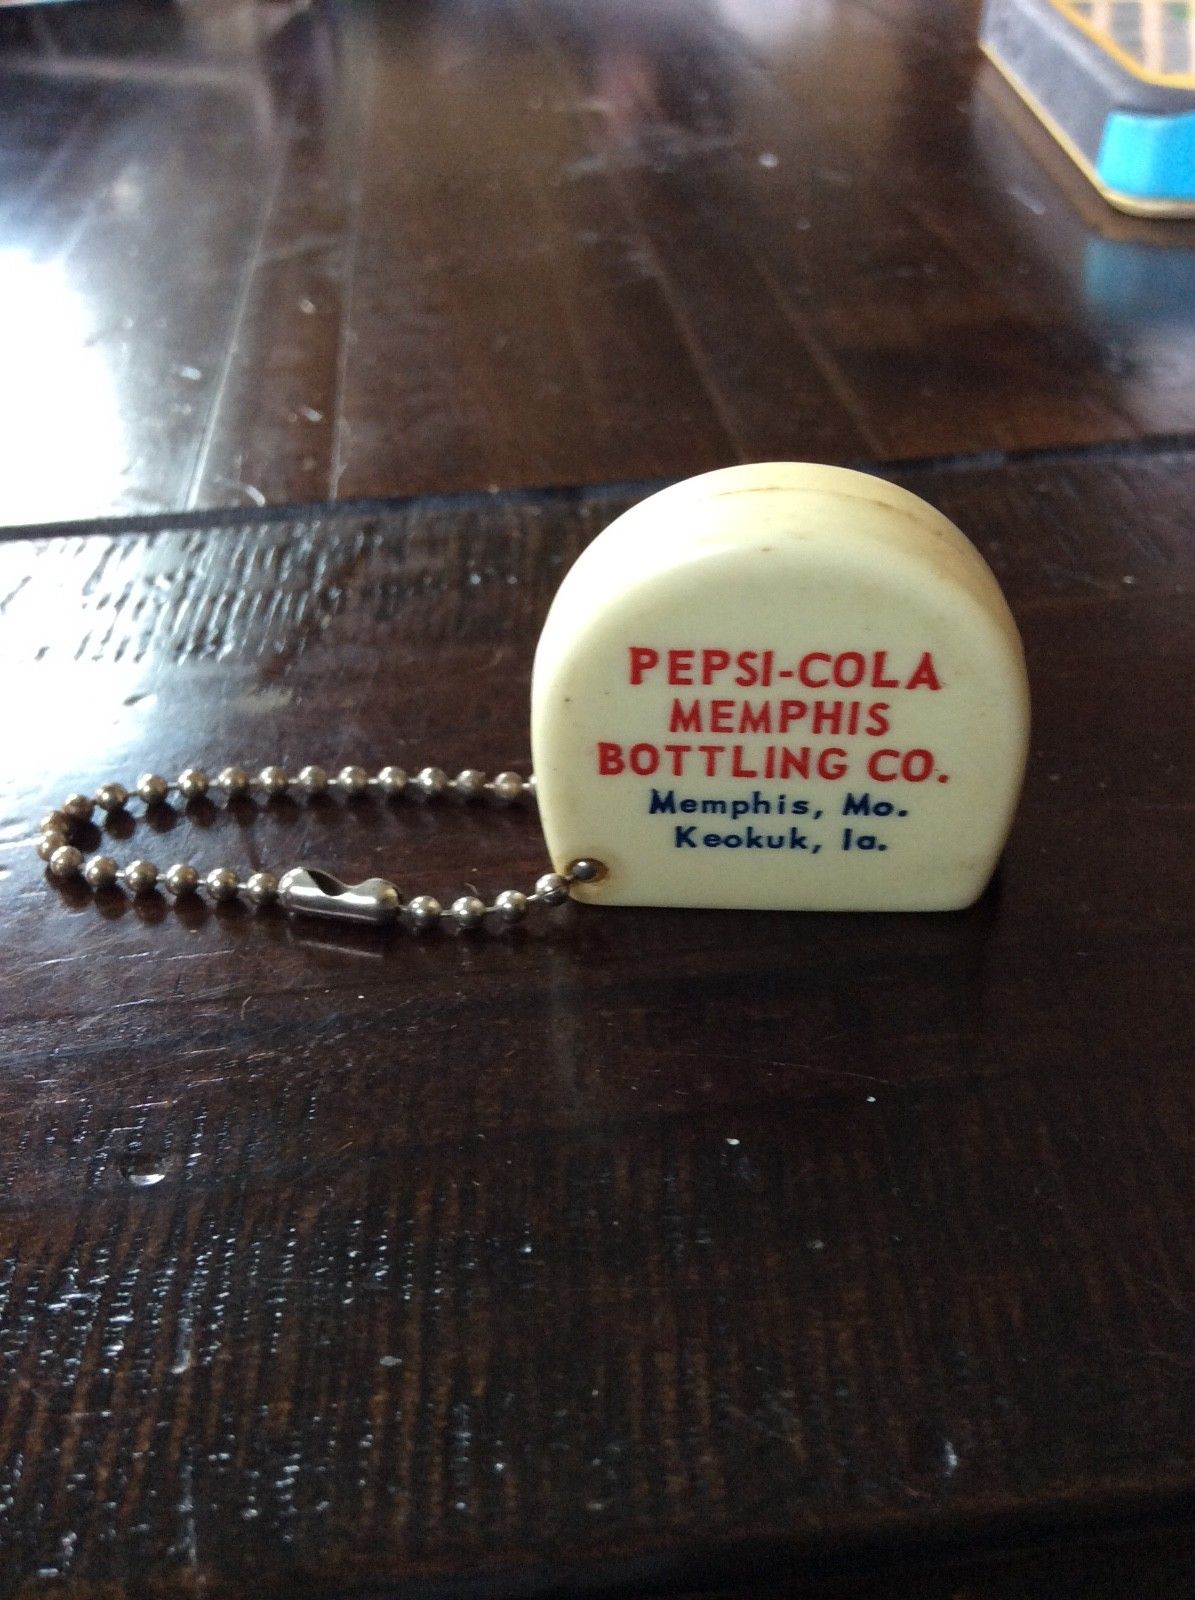 PEPSI-COLA
MEMPHIS
BOTTLING CO.
Memphis, Mo.
Keokuk, Ia.